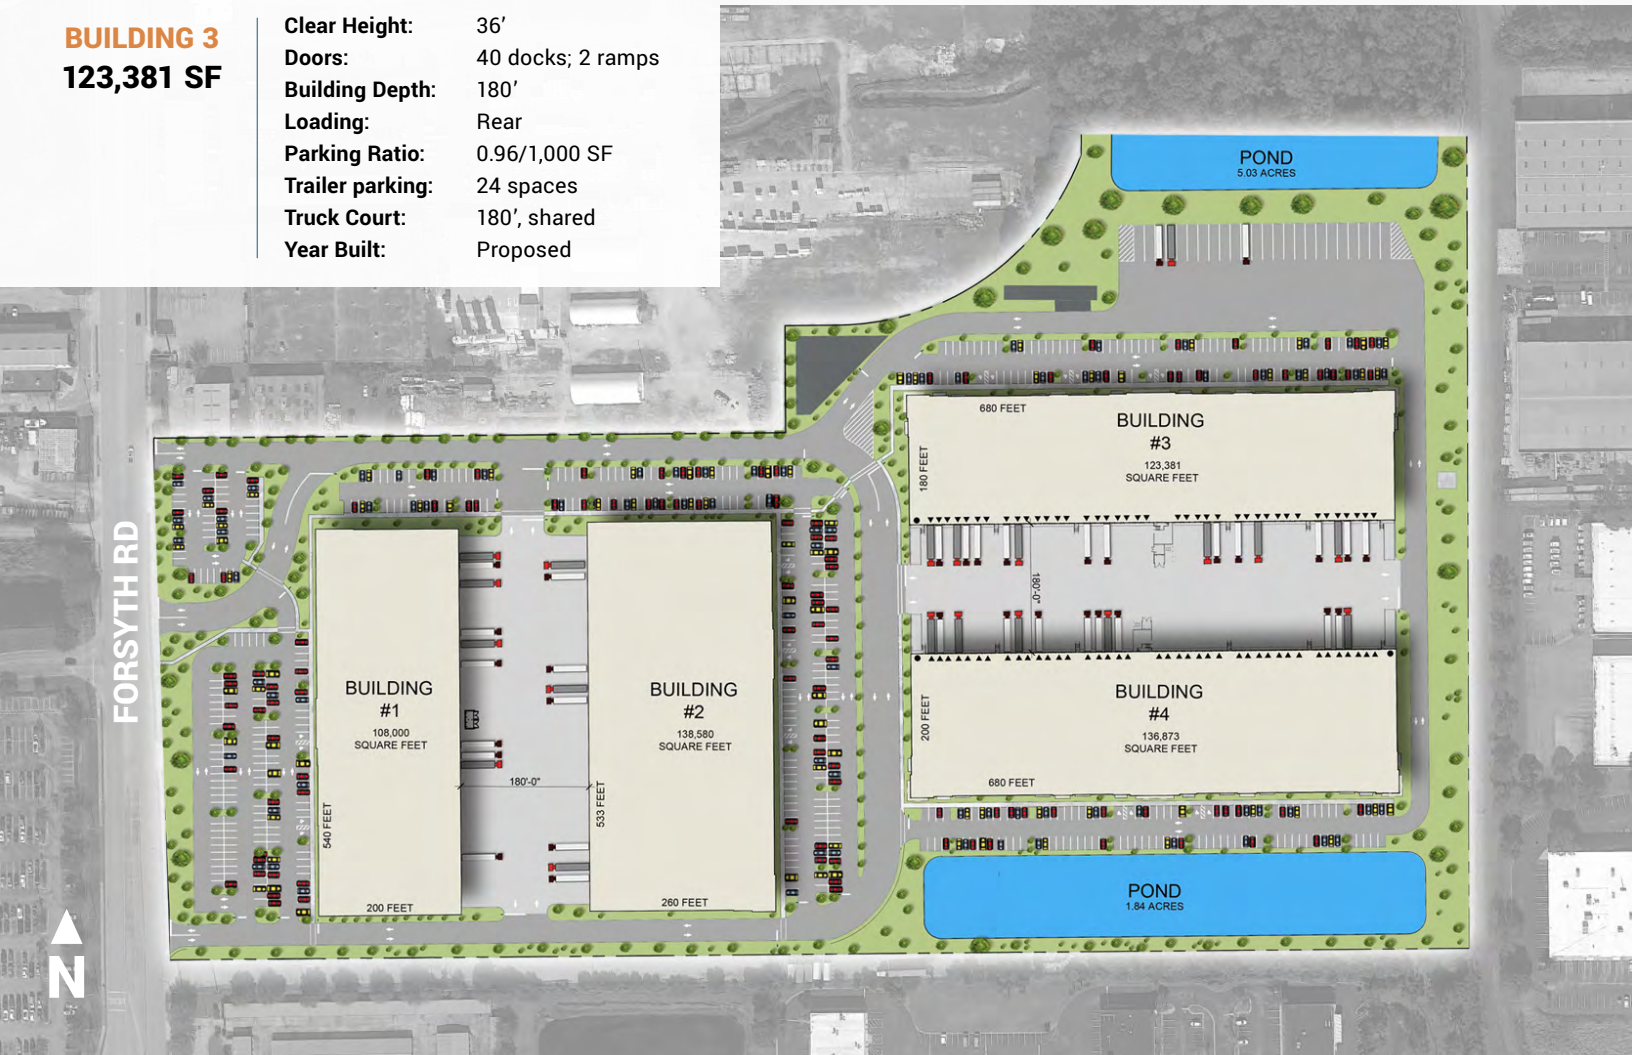 BUILDING 3
123,381 SF
Clear Height: 36’
Doors: 40 docks; 2 ramps
Building Depth: 180’
Loading: Rear
Parking Ratio: 0.96/1,000 SF
Trailer parking: 24 spaces
Truck Court: 180’, shared
Year Built: Proposed
POND
5.03 ACRES
680 FEET
BUILDING
#3
123,381
SQUARE FEET
180 FEET
180'-0"
FORSYTH RD
BUILDING
#1
108,000
SQUARE FEET
540 FEET
200 FEET
180'-0"
BUILDING
#2
138,580
SQUARE FEET
533 FEET
260 FEET
BUILDING
#4
136,873
SQUARE FEET
200 FEET
680 FEET
POND
1.84 ACRES
N